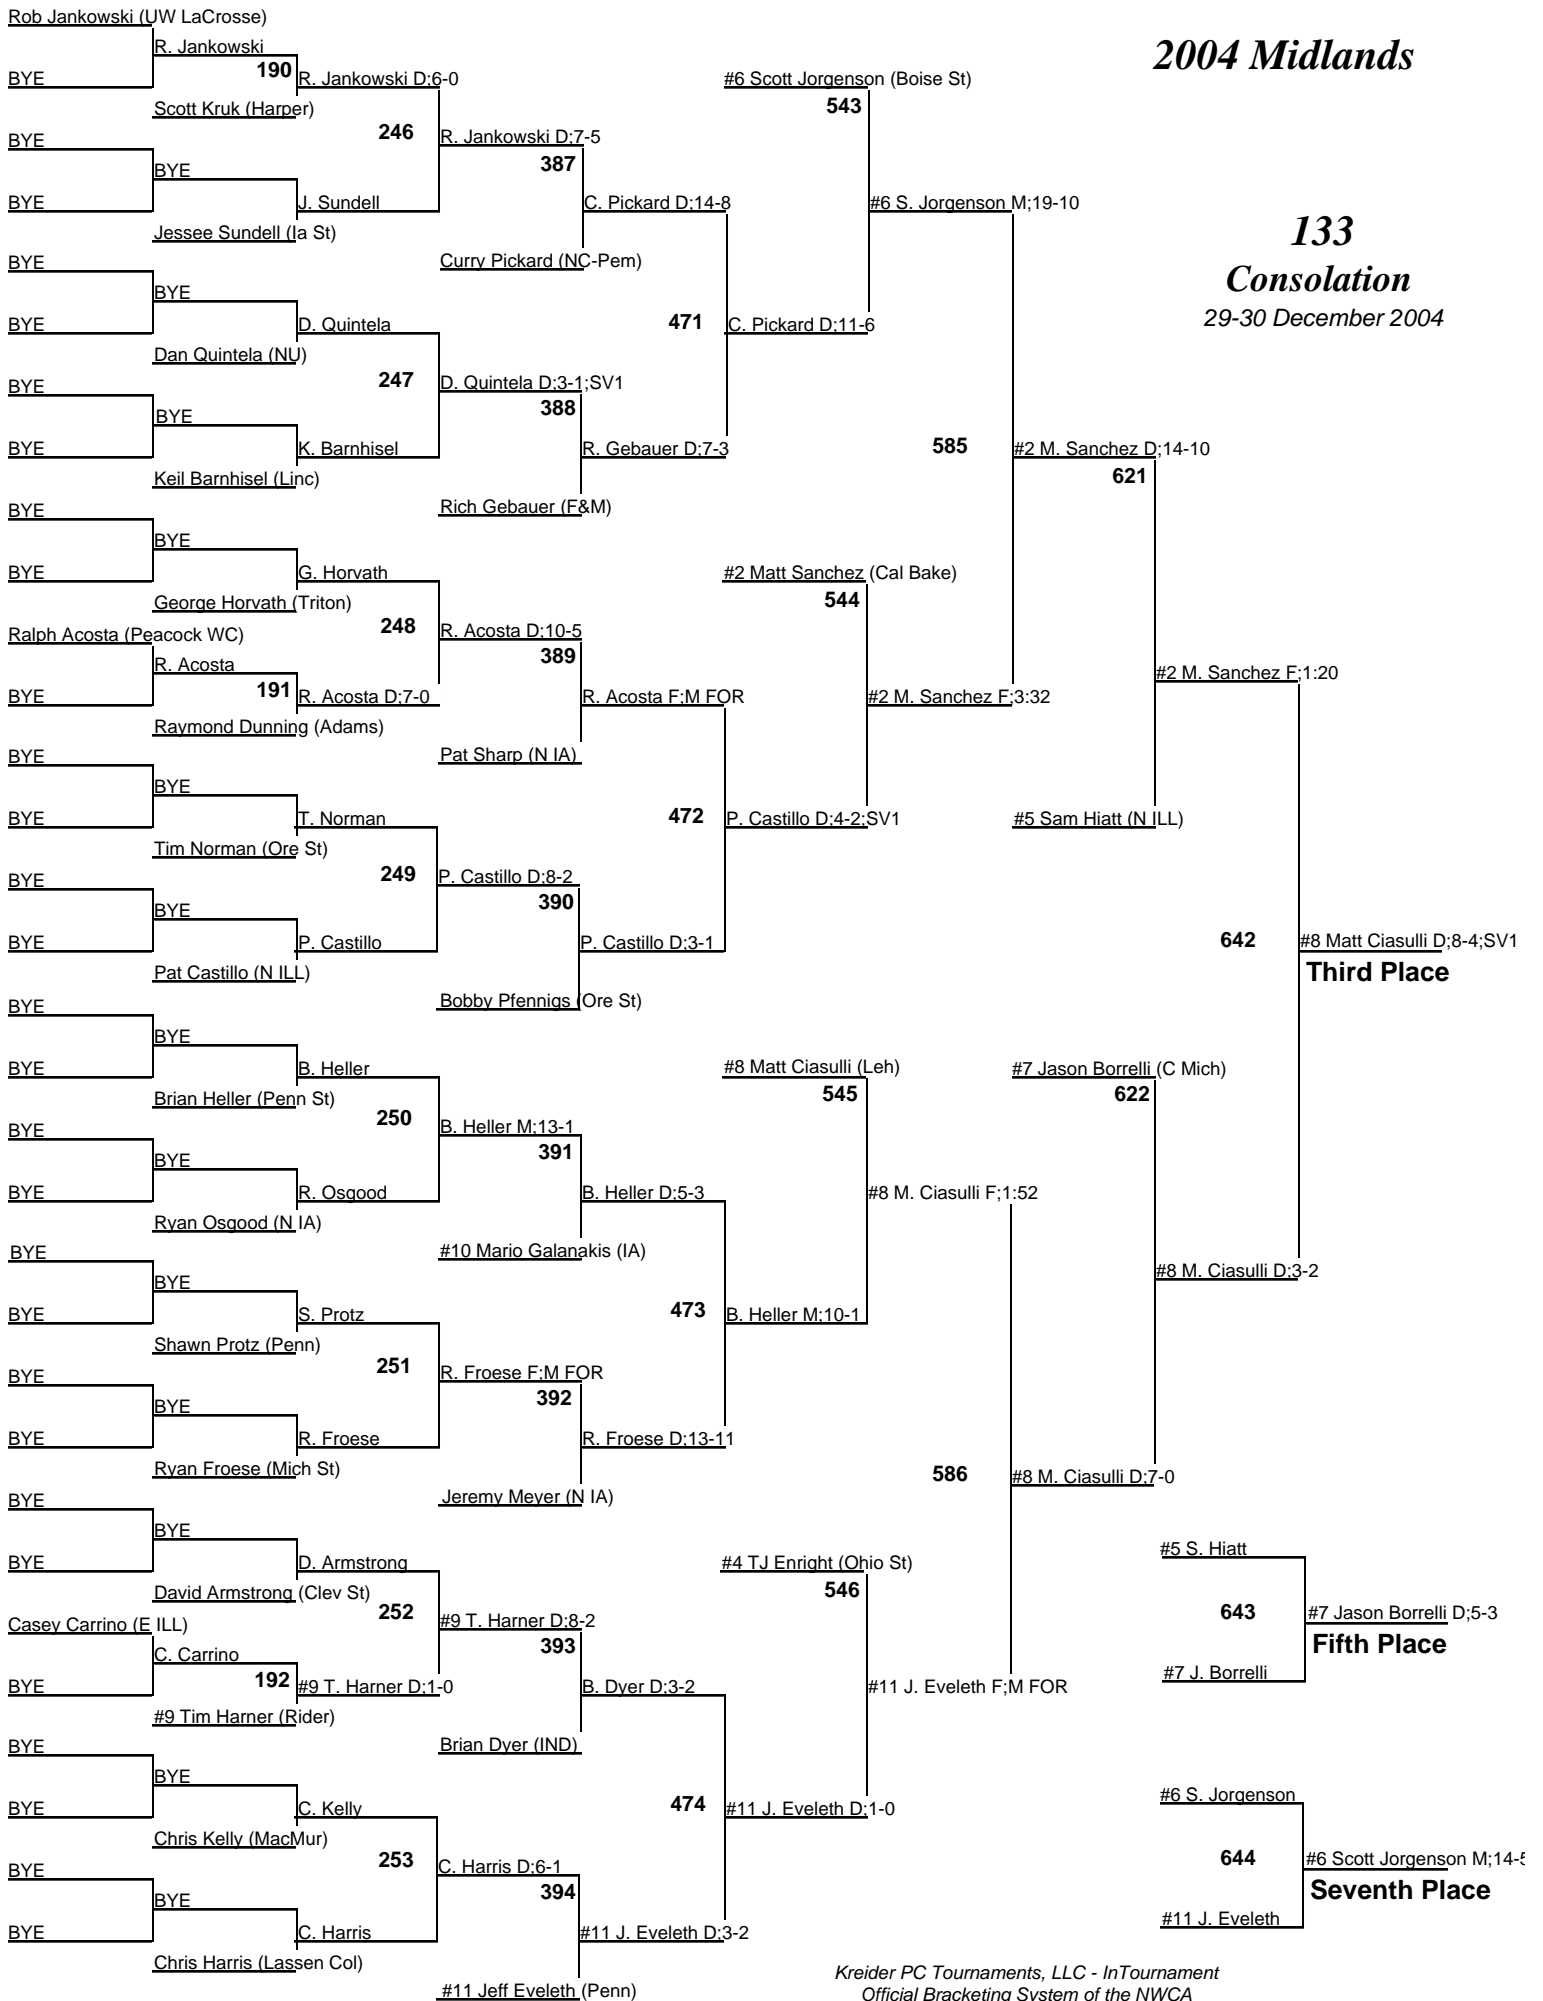 Rob Jankowski (UW LaCrosse)
2004 Midlands
R. Jankowski
190
BYE
R. Jankowski D;6-0
#6 Scott Jorgenson (Boise St)
Scott Kruk (Harper)
543
246
BYE
R. Jankowski D;7-5
387
BYE
BYE
J. Sundell
C. Pickard D;14-8
#6 S. Jorgenson M;19-10
Jessee Sundell (Ia St)
133
BYE
Curry Pickard (NC-Pem)
Consolation
BYE
29-30 December 2004
BYE
D. Quintela
471
C. Pickard D;11-6
Dan Quintela (NU)
247
BYE
D. Quintela D;3-1;SV1
388
BYE
BYE
K. Barnhisel
R. Gebauer D;7-3
585
#2 M. Sanchez D;14-10
621
Keil Barnhisel (Linc)
BYE
Rich Gebauer (F&M)
BYE
BYE
G. Horvath
#2 Matt Sanchez (Cal Bake)
George Horvath (Triton)
544
248
Ralph Acosta (Peacock WC)
R. Acosta D;10-5
389
R. Acosta
#2 M. Sanchez F;1:20
191
BYE
R. Acosta D;7-0
R. Acosta F;M FOR
#2 M. Sanchez F;3:32
Raymond Dunning (Adams)
BYE
Pat Sharp (N IA)
BYE
BYE
T. Norman
472
P. Castillo D;4-2;SV1
#5 Sam Hiatt (N ILL)
Tim Norman (Ore St)
249
BYE
P. Castillo D;8-2
390
BYE
BYE
P. Castillo
P. Castillo D;3-1
642
#8 Matt Ciasulli D;8-4;SV1
Third Place
Pat Castillo (N ILL)
BYE
Bobby Pfennigs (Ore St)
BYE
BYE
B. Heller
#8 Matt Ciasulli (Leh)
#7 Jason Borrelli (C Mich)
Brian Heller (Penn St)
545
622
250
BYE
B. Heller M;13-1
391
BYE
BYE
R. Osgood
B. Heller D;5-3
#8 M. Ciasulli F;1:52
Ryan Osgood (N IA)
BYE
#10 Mario Galanakis (IA)
#8 M. Ciasulli D;3-2
BYE
BYE
S. Protz
473
B. Heller M;10-1
Shawn Protz (Penn)
251
BYE
R. Froese F;M FOR
392
BYE
BYE
R. Froese
R. Froese D;13-11
Ryan Froese (Mich St)
586
#8 M. Ciasulli D;7-0
BYE
Jeremy Meyer (N IA)
BYE
#5 S. Hiatt
BYE
D. Armstrong
#4 TJ Enright (Ohio St)
David Armstrong (Clev St)
546
252
Casey Carrino (E ILL)
#9 T. Harner D;8-2
643
#7 Jason Borrelli D;5-3
Fifth Place
393
C. Carrino
192
#7 J. Borrelli
BYE
#9 T. Harner D;1-0
B. Dyer D;3-2
#11 J. Eveleth F;M FOR
#9 Tim Harner (Rider)
BYE
Brian Dyer (IND)
BYE
#6 S. Jorgenson
BYE
C. Kelly
474
#11 J. Eveleth D;1-0
Chris Kelly (MacMur)
253
644
#6 Scott Jorgenson M;14-5
Seventh Place
BYE
C. Harris D;6-1
394
BYE
#11 J. Eveleth
BYE
C. Harris
#11 J. Eveleth D;3-2
Chris Harris (Lassen Col)
#11 Jeff Eveleth (Penn)
Kreider PC Tournaments, LLC - InTournament
Official Bracketing System of the NWCA